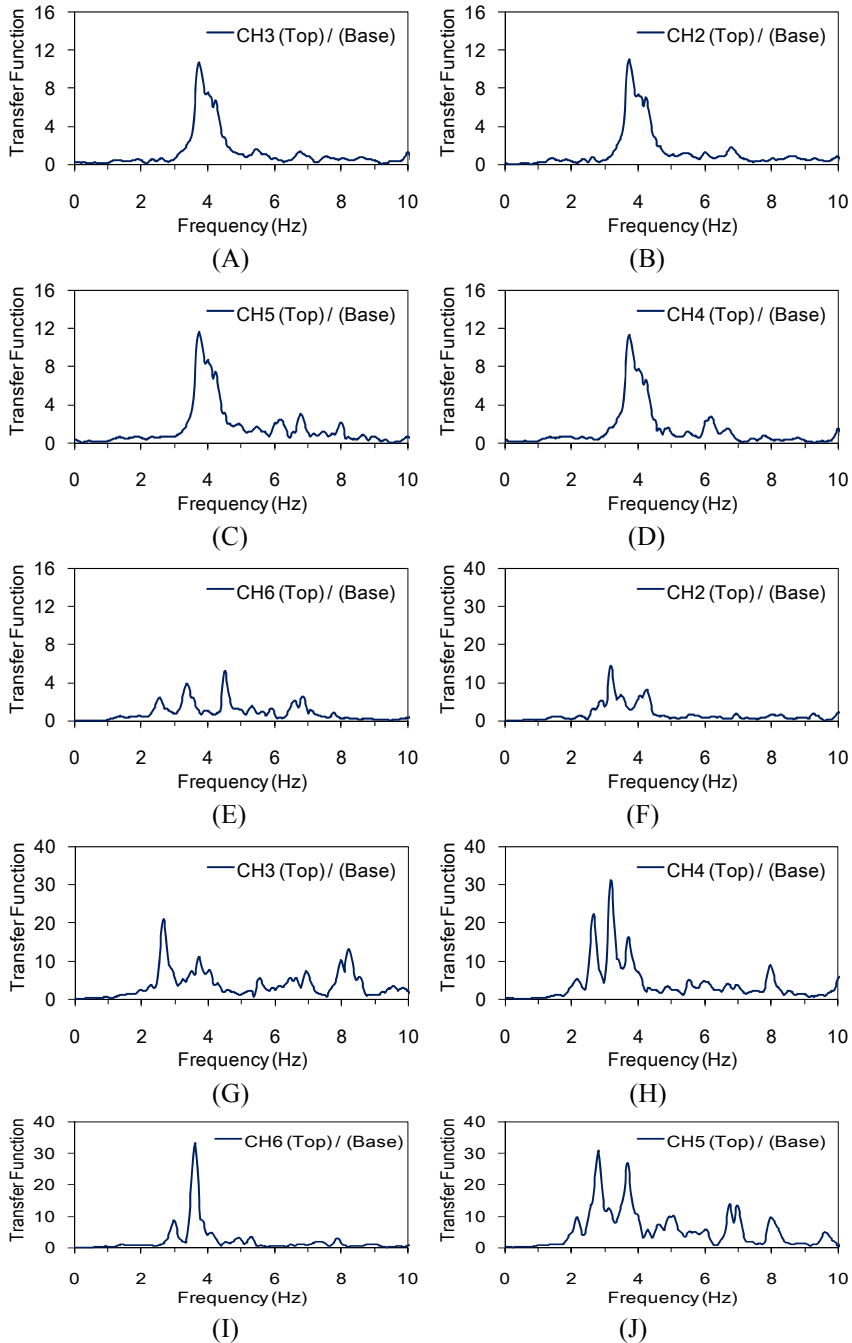 CH3 (Top) / (Base)
Transfer Function
16
12
8
4
0
0 2 4 6 8 10
Frequency (Hz)
(A)
CH2 (Top) / (Base)
Transfer Function
16
12
8
4
0
0 2 4 6 8 10
Frequency (Hz)
(B)
CH5 (Top) / (Base)
Transfer Function
16
12
8
4
0
0 2 4 6 8 10
Frequency (Hz)
(C)
CH4 (Top) / (Base)
Transfer Function
16
12
8
4
0
0 2 4 6 8 10
Frequency (Hz)
(D)
CH6 (Top) / (Base)
Transfer Function
16
12
8
4
0
0 2 4 6 8 10
Frequency (Hz)
(E)
CH2 (Top) / (Base)
Transfer Function
40
30
20
10
0
0 2 4 6 8 10
Frequency (Hz)
(F)
CH3 (Top) / (Base)
Transfer Function
40
30
20
10
0
0 2 4 6 8 10
Frequency (Hz)
(G)
CH4 (Top) / (Base)
Transfer Function
40
30
20
10
0
0 2 4 6 8 10
Frequency (Hz)
(H)
CH6 (Top) / (Base)
Transfer Function
40
30
20
10
0
0 2 4 6 8 10
Frequency (Hz)
(I)
CH5 (Top) / (Base)
Transfer Function
40
30
20
10
0
0 2 4 6 8 10
Frequency (Hz)
(J)